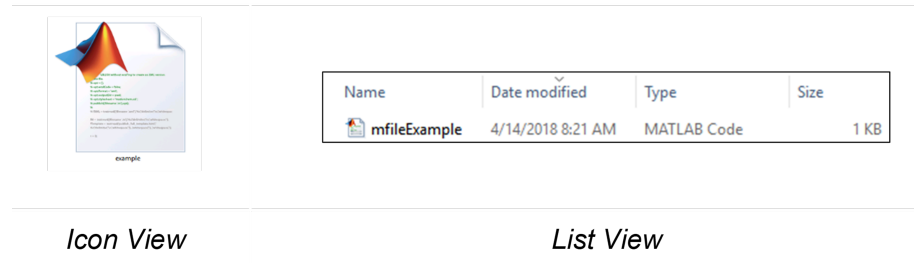 example
Name Date modified Type Size
mfileExample 4/14/2018 8:21 AM MATLAB Code 1 KB
Icon View List View